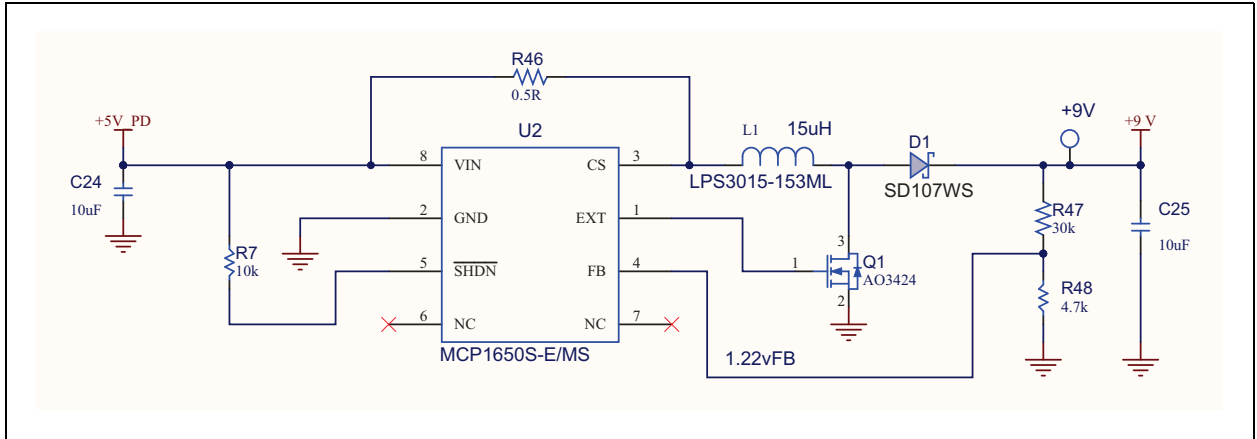 R46
0.5R
+5V_PD
U2
L1
15uH
D1
+9V
+9 V
8
VIN
CS
3
LPS3015-153ML
SD107WS
C24
10uF
2
GND
EXT
1
R47
30k
C25
10uF
R7
10k
5
SHDN
FB
4
3
1
Q1
AO3424
2
R48
4.7k
6
NC
NC
7
MCP1650S-E/MS
1.22vFB